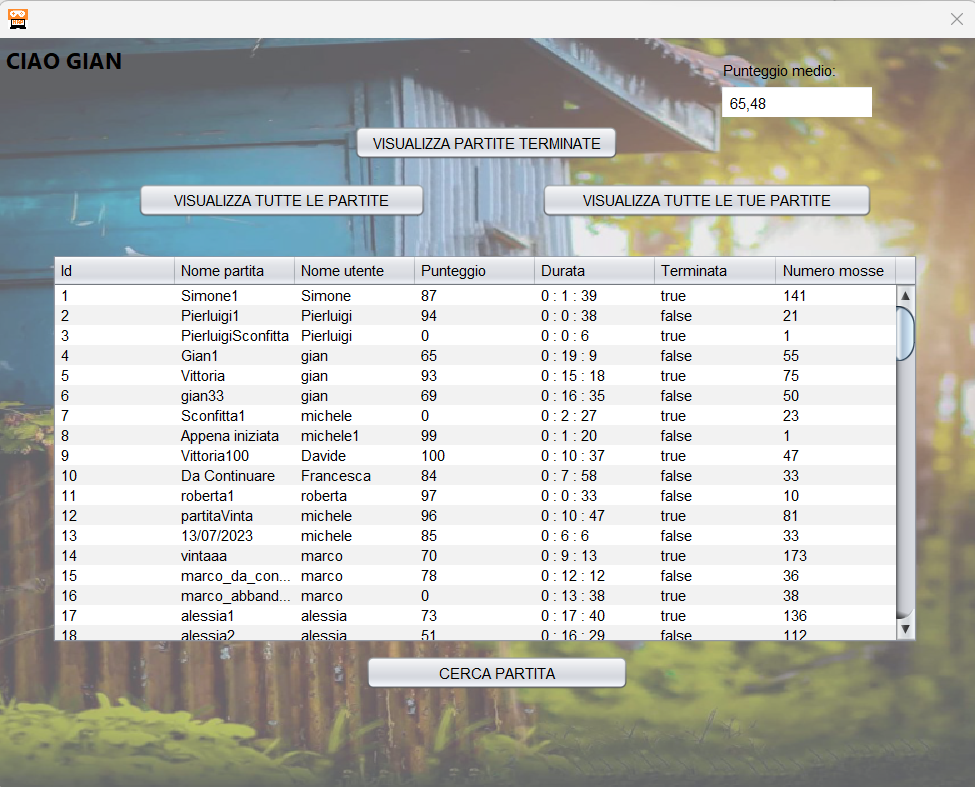 CIAO GIAN
Punteggio medio:
65,48
VISUALIZZA PARTITE TERMINATE
VISUALIZZA TUTTE LE PARTITE
VISUALIZZA TUTTE LE TUE PARTITE
Id Nome partita Nome utente Punteggio Durata Terminata Numero mosse
1 Simone1 Simone 87 0 : 1 : 39 true 141
2 Pierluigi1 Pierluigi 94 0 : 0 : 38 false 21
3 PierluigiSconfitta Pierluigi 0 0 : 0 : 6 true 1
4 Gian1 gian 65 0 : 19 : 9 false 55
5 Vittoria gian 93 0 : 15 : 18 true 75
6 gian33 gian 69 0 : 16 : 35 false 50
7 Sconfitta1 michele 0 0 : 2 : 27 true 23
8 Appena iniziata michele1 99 0 : 1 : 20 false 1
9 Vittoria100 Davide 100 0 : 10 : 37 true 47
10 Da Continuare Francesca 84 0 : 7 : 58 false 33
11 roberta1 roberta 97 0 : 0 : 33 false 10
12 partitaVinta michele 96 0 : 10 : 47 true 81
13 13/07/2023 michele 85 0 : 6 : 6 false 33
14 vintaaa marco 70 0 : 9 : 13 true 173
15 marco_da_con... marco 78 0 : 12 : 12 false 36
16 marco_abband... marco 0 0 : 13 : 38 true 38
17 alessia1 alessia 73 0 : 17 : 40 true 136
18 alessia2 alessia 51 0 : 16 : 29 false 112
CERCA PARTITA